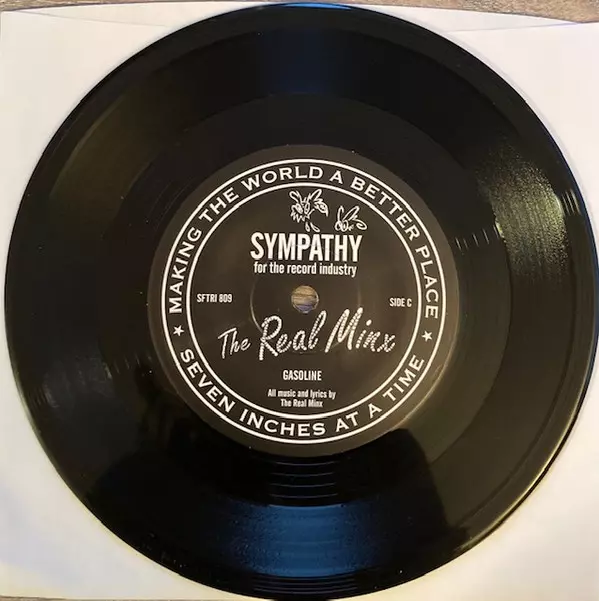 MAKING THE WORLD A BETTER PLACE
SYMPATHY
for the record industry
SFTRI 809
SIDE C
The Real Minx
GASOLINE
All music and lyrics by
The Real Minx
SEVEN INCHES AT A TIME